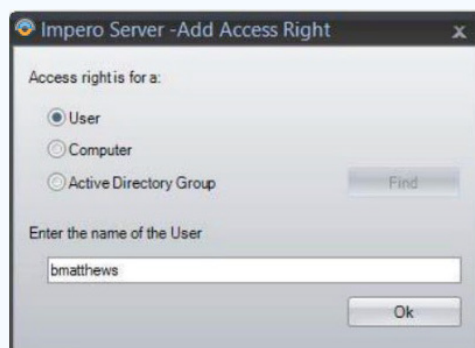 Impero Server -Add Access Right
x
Access right is for a:
User
Computer
Active Directory Group
Find
Enter the name of the User
bmatthews
Ok